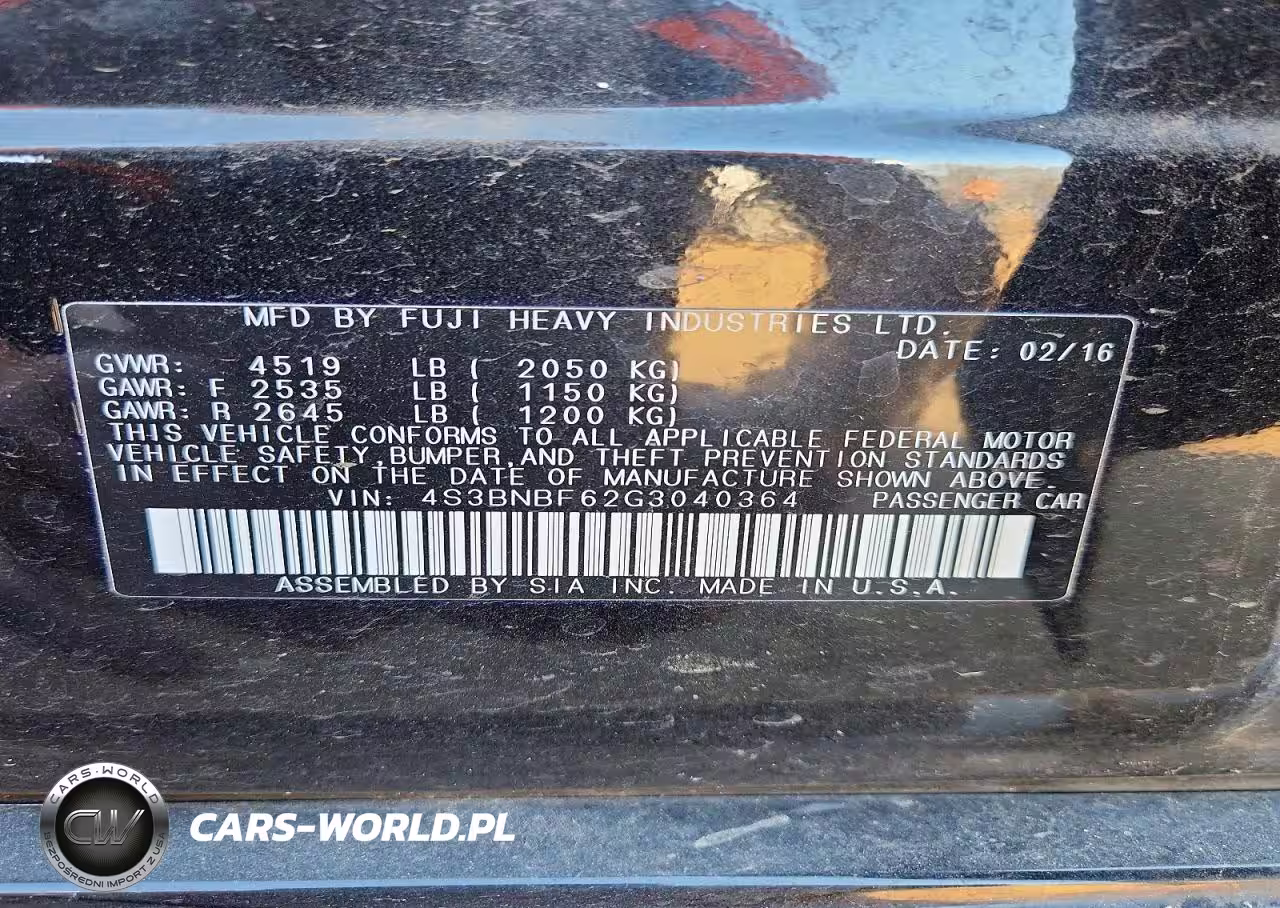 MFD BY FUJI HEAVY INDUSTRIES LTD.
DATE: 02/16
GVWR: 4519 LB ( 2050 KG)
GAWR: F 2535 LB ( 1150 KG)
GAWR: R 2645 LB ( 1200 KG)
THIS VEHICLE CONFORMS TO ALL APPLICABLE FEDERAL MOTOR
VEHICLE SAFETY, BUMPER, AND THEFT PREVENTION STANDARDS
IN EFFECT ON THE DATE OF MANUFACTURE SHOWN ABOVE.
VIN: 4S3BNBF62G3040364 PASSENGER CAR
ASSEMBLED BY SIA INC. MADE IN U.S.A.
CARS-WORLD
CW
BEZPOŚREDNI IMPORT Z USA
CARS-WORLD.PL